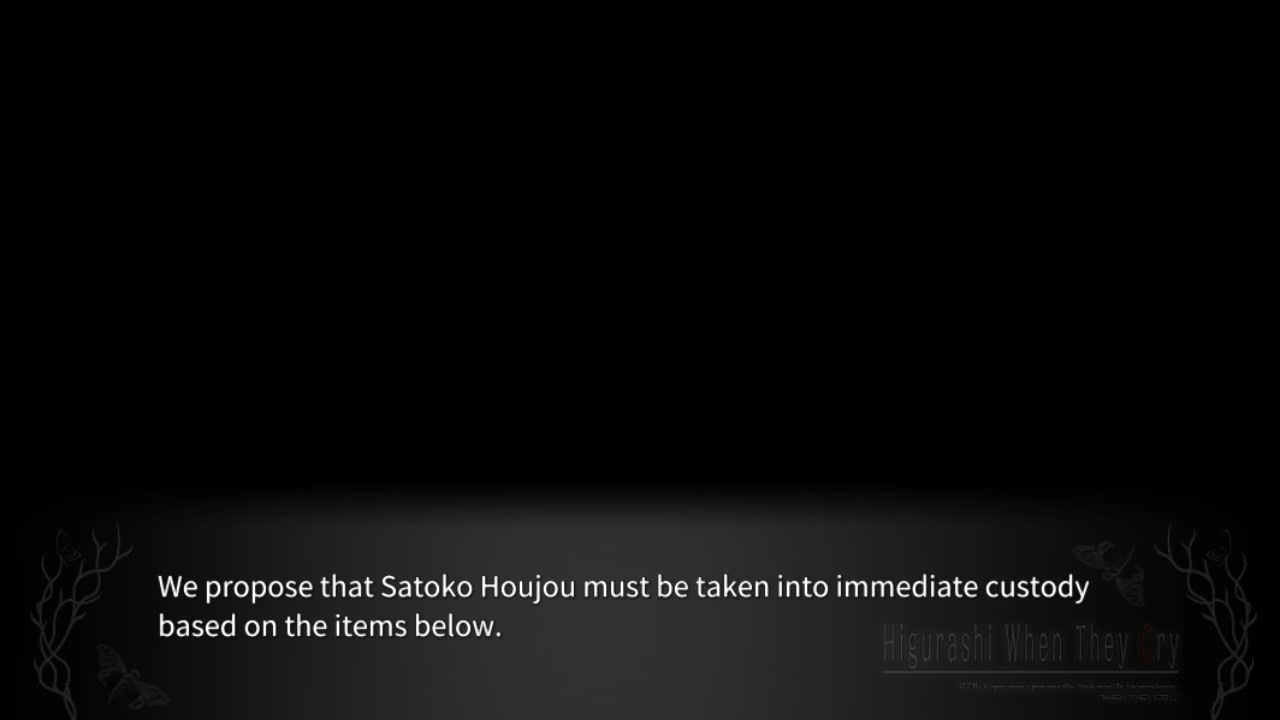 We propose that Satoko Houjou must be taken into immediate custody
based on the items below.
Higurashi When They Cry